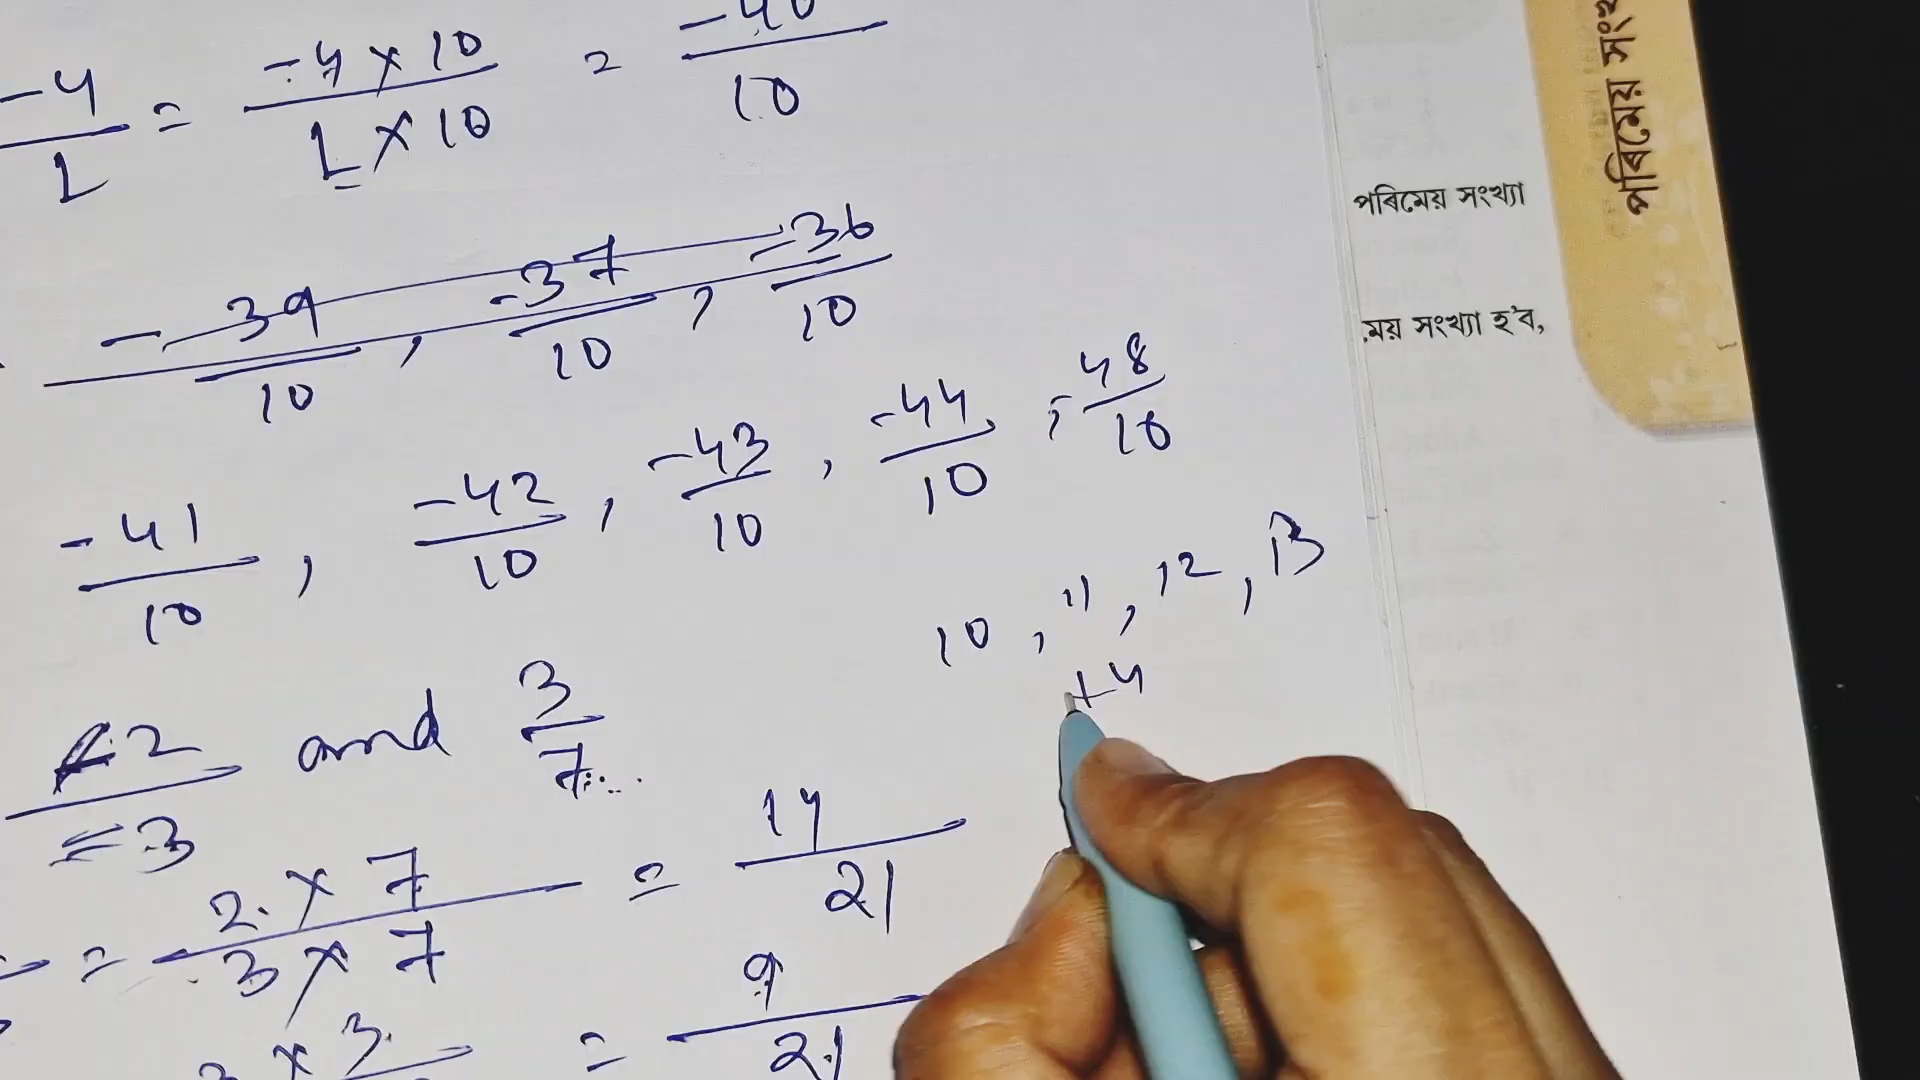 -4/1 = -4 × 10/1 × 10 = -40/10
-39/10 , -37/10 , -36/10
-41/10 , -42/10 , -43/10 , -44/10 , -48/10
10 , 11 , 12 , 13
+4
-2/-3 and 3/7
= 2 × 7/3 × 7 = 14/21
× 3 = 9/21
পৰিমেয় সংখ্যা
ময় সংখ্যা হ'ব,
পৰিমেয়